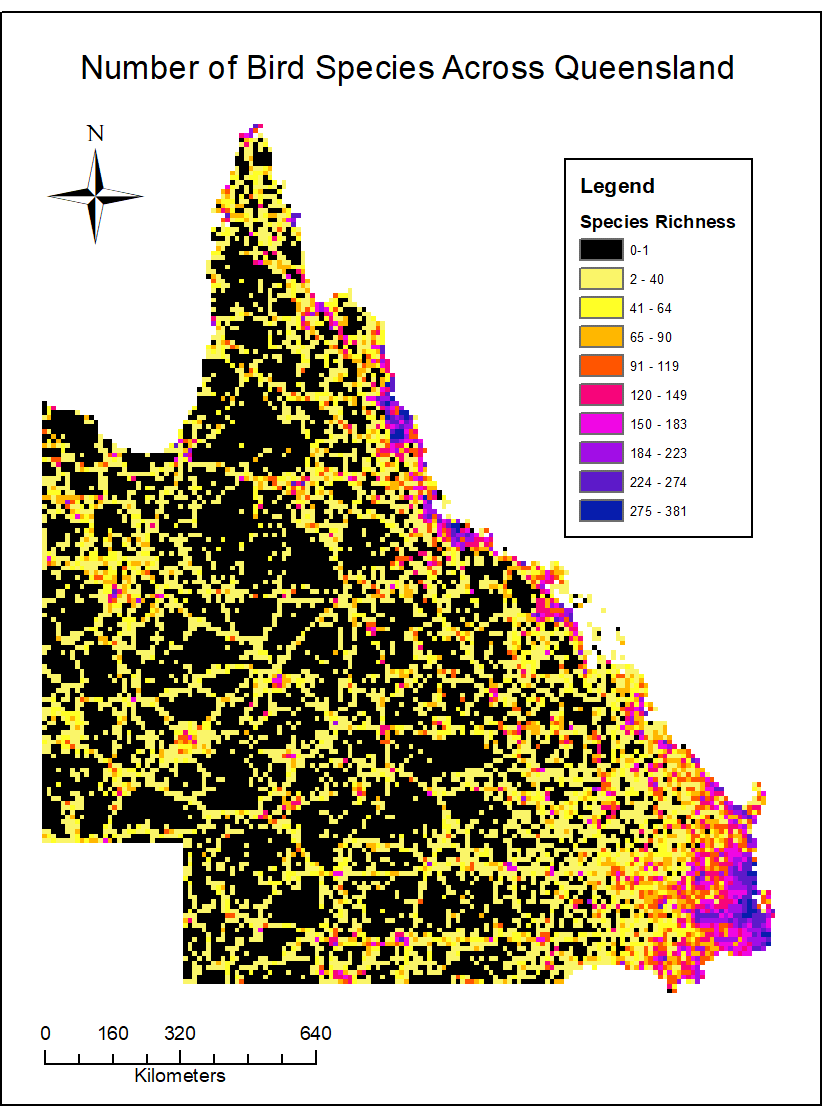 Number of Bird Species Across Queensland
N
Legend
Species Richness
0-1
2 - 40
41 - 64
65 - 90
91 - 119
120 - 149
150 - 183
184 - 223
224 - 274
275 - 381
0 160 320 640
Kilometers